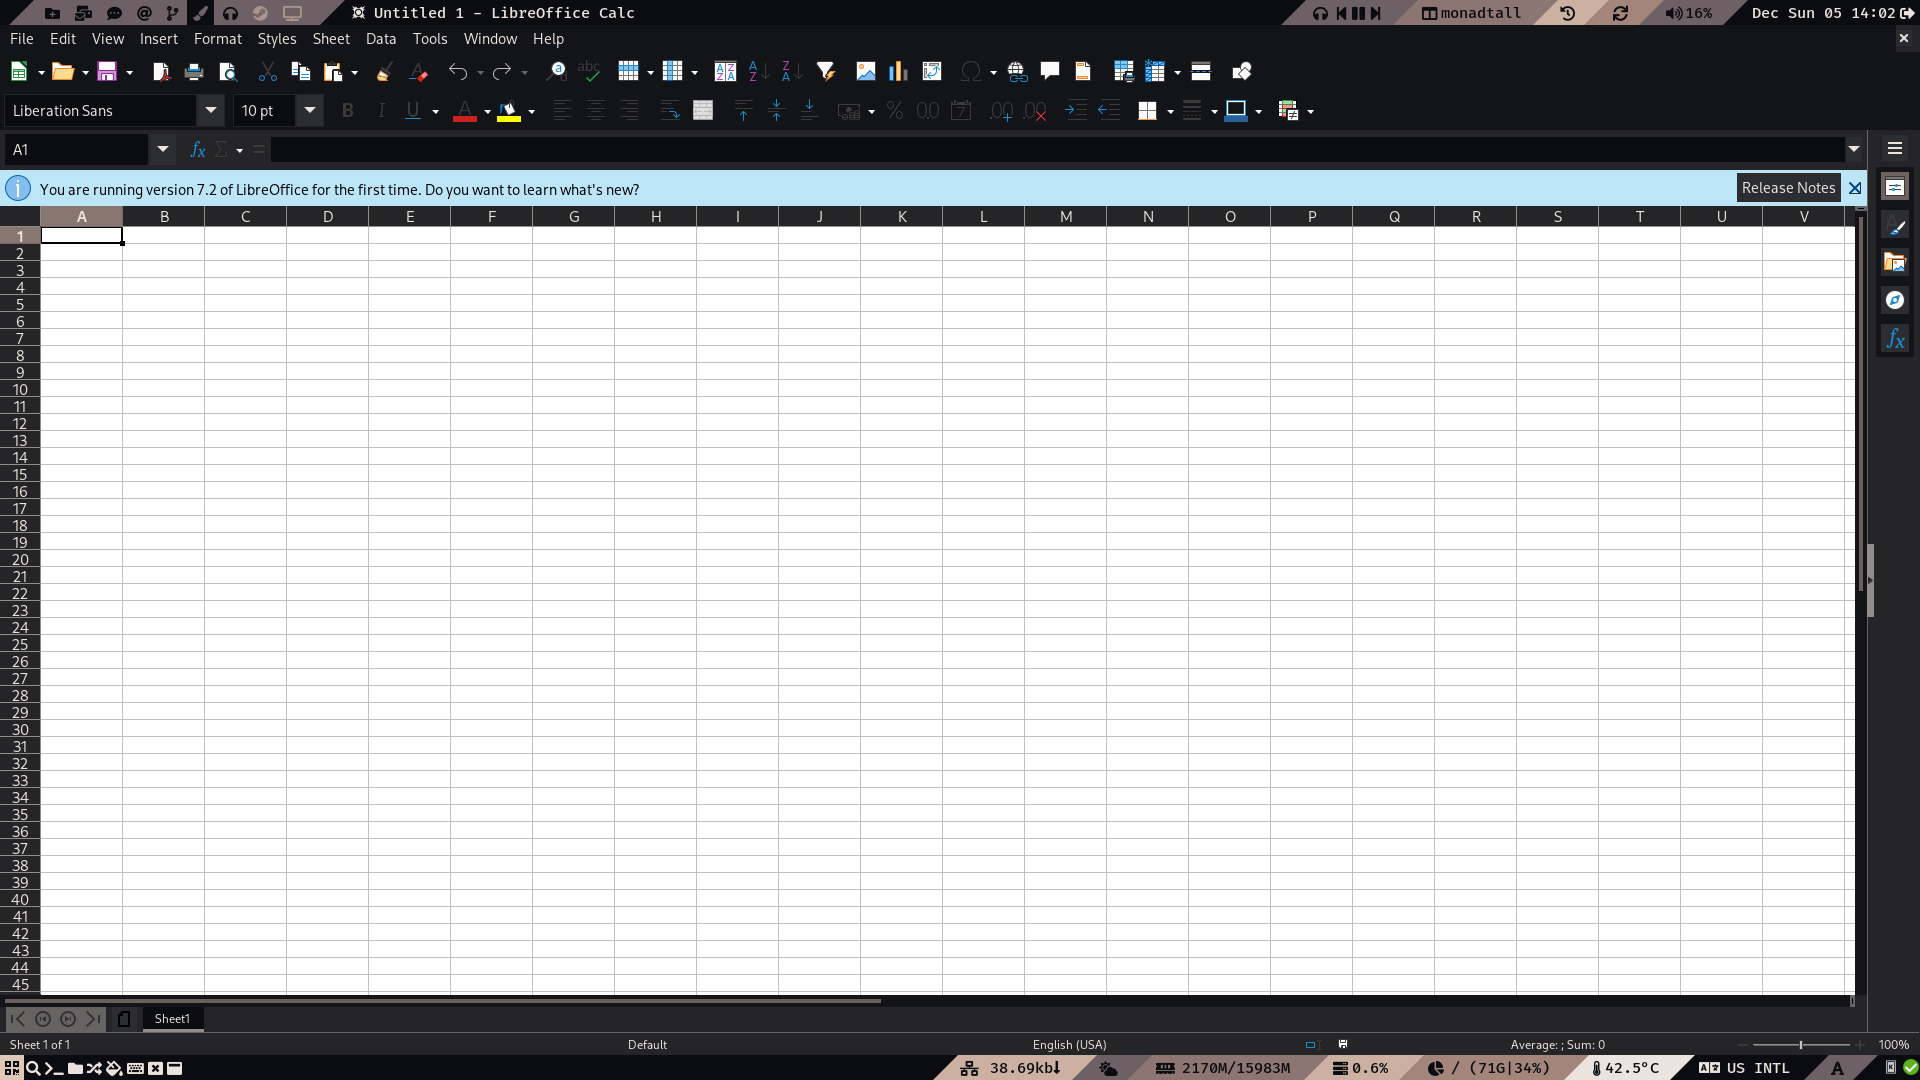 Untitled 1 - LibreOffice Calc
monadtall
16%
Dec Sun 05 14:02
File Edit View Insert Format Styles Sheet Data Tools Window Help
Liberation Sans
10 pt
A1
You are running version 7.2 of LibreOffice for the first time. Do you want to learn what's new?
Release Notes
A B C D E F G H I J K L M N O P Q R S T U V
1
2
3
4
5
6
7
8
9
10
11
12
13
14
15
16
17
18
19
20
21
22
23
24
25
26
27
28
29
30
31
32
33
34
35
36
37
38
39
40
41
42
43
44
45
Sheet1
Sheet 1 of 1
Default
English (USA)
Average: ; Sum: 0
100%
38.69kb↓
2170M/15983M
0.6%
/ (71G|34%)
42.5°C
US INTL
A